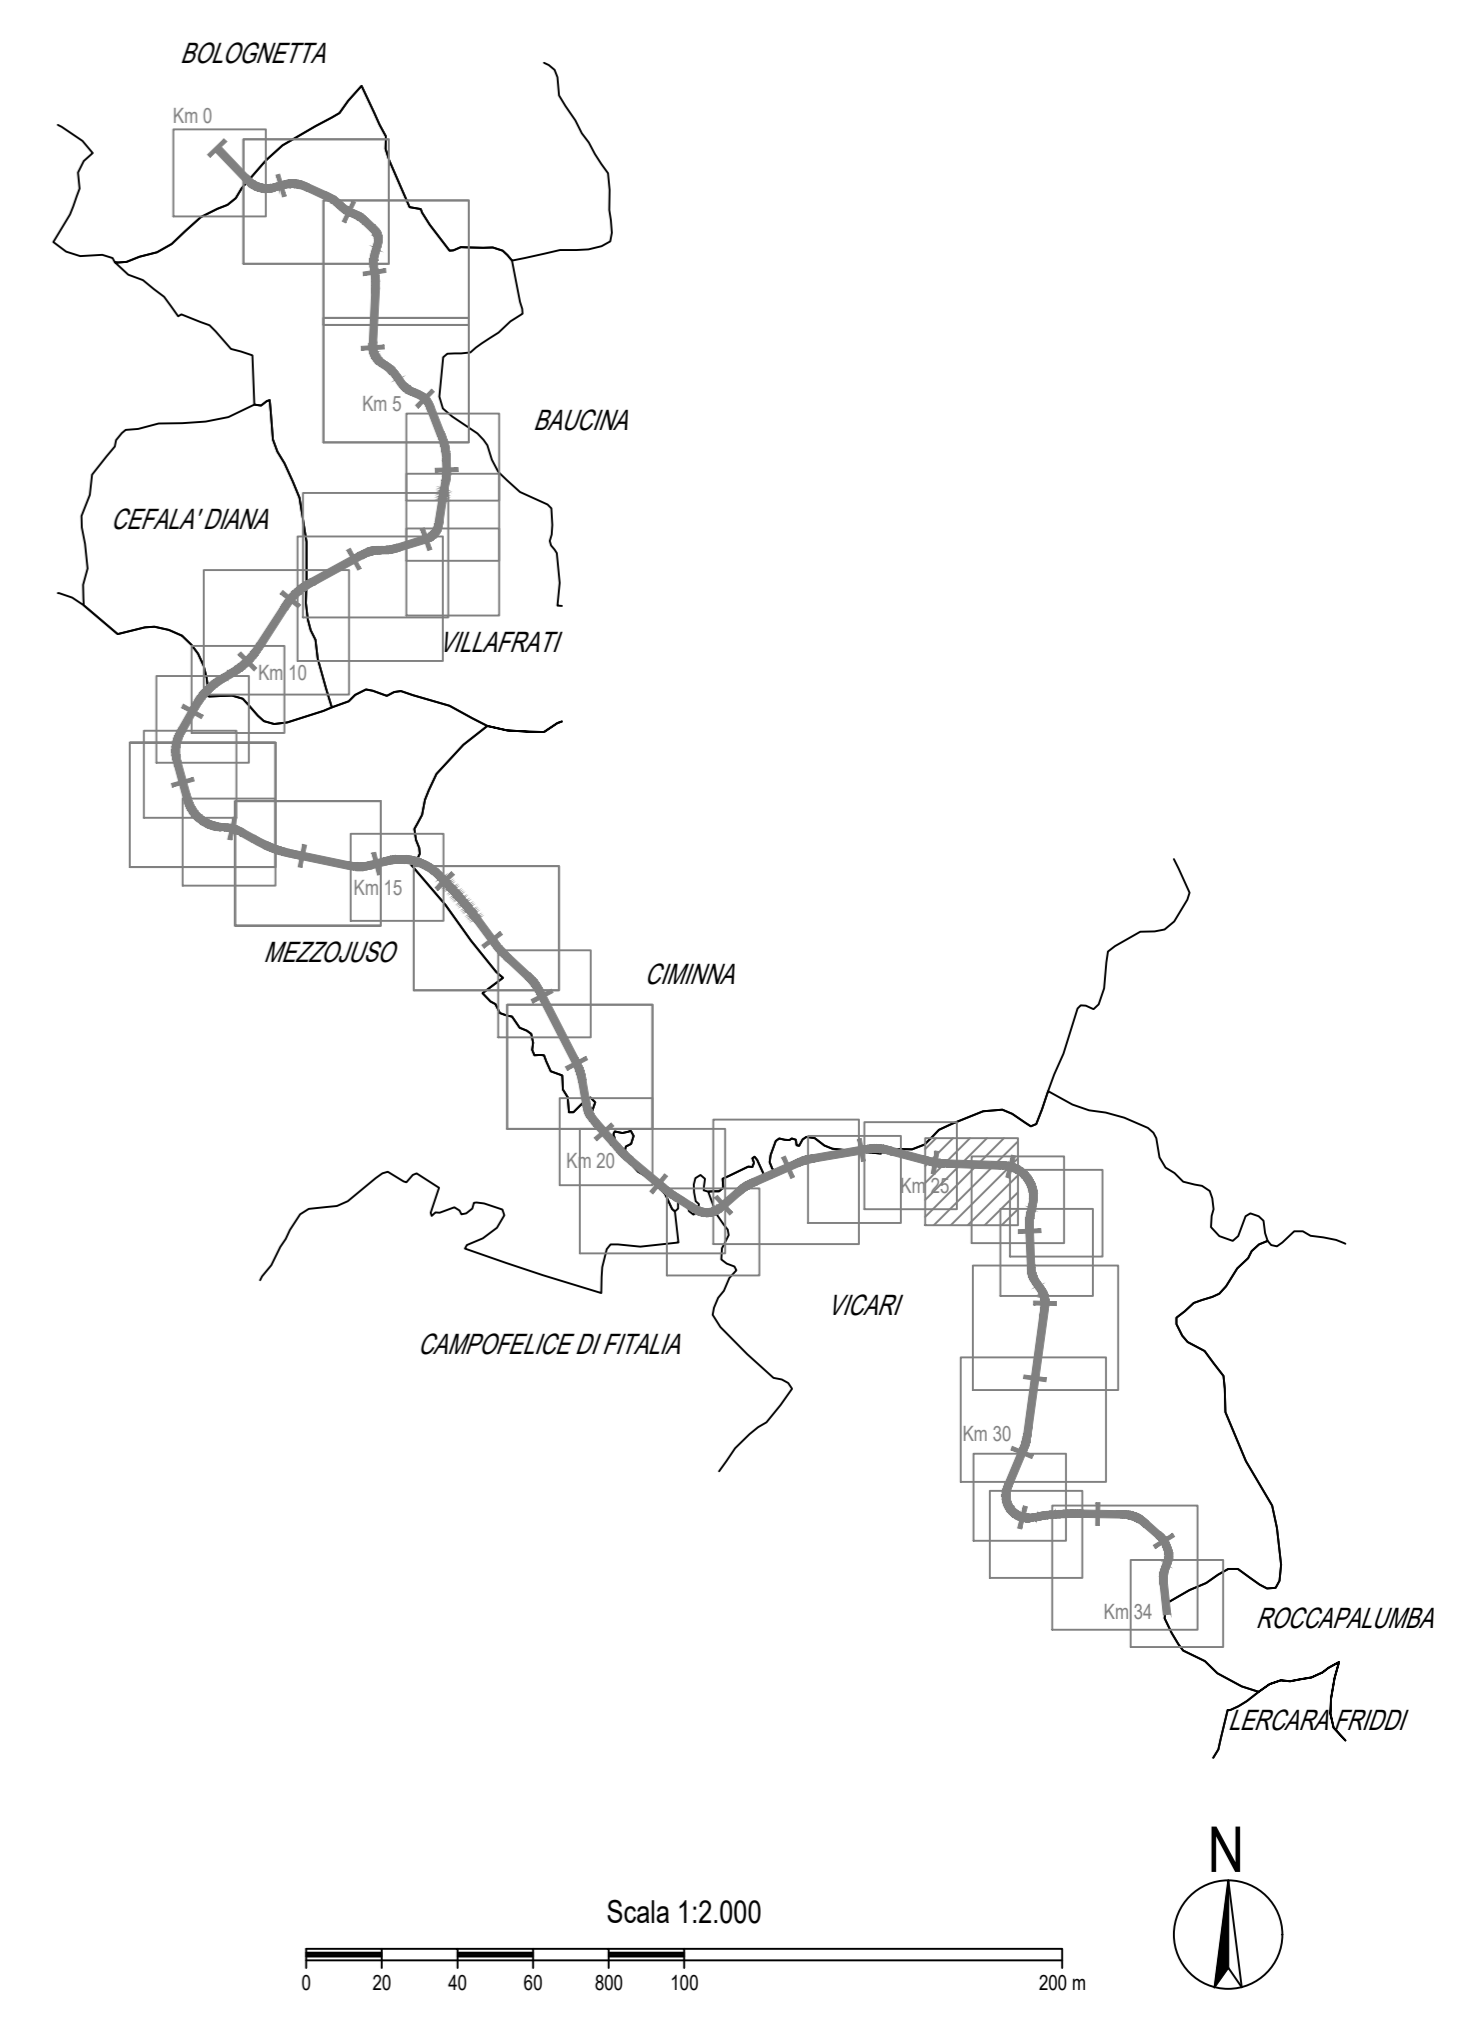 BOLOGNETTA
Km 0
Km 5
BAUCINA
CEFALA' DIANA
VILLAFRATI
Km 10
Km 15
MEZZOJUSO
CIMINNA
Km 20
Km 25
VICARI
CAMPOFELICE DI FITALIA
Km 30
Km 34
ROCCAPALUMBA
LERCARA FRIDDI
N
Scala 1:2.000
0 20 40 60 800 100 200 m